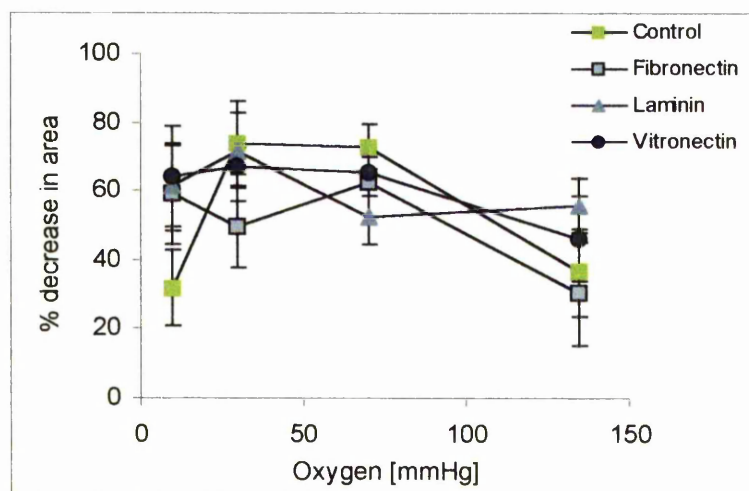 Control
Fibronectin
Laminin
Vitronectin
% decrease in area
100
80
60
40
20
0
0 50 100 150
Oxygen [mmHg]